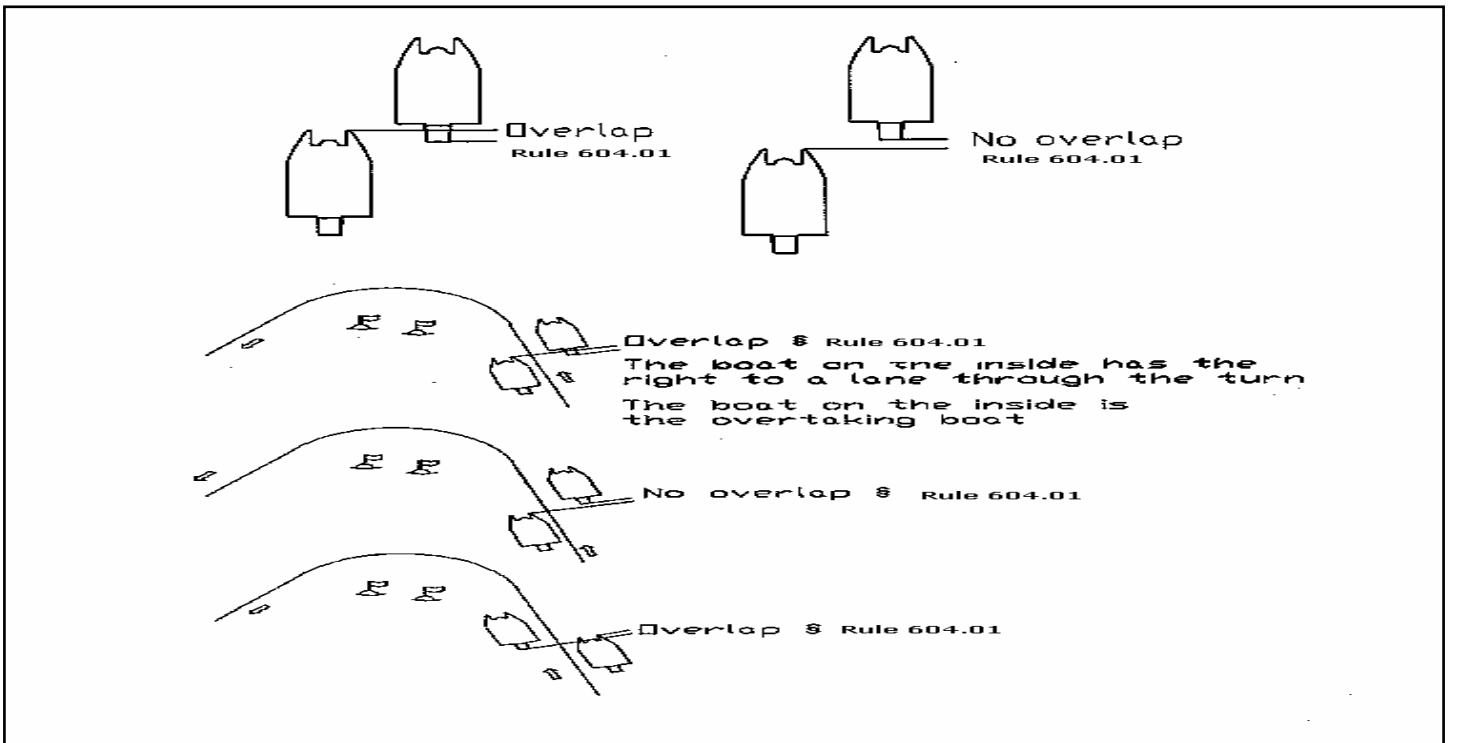 Overlap
Rule 604.01
No overlap
Rule 604.01
Overlap § Rule 604.01
The boat on the inside has the
right to a lane through the turn
The boat on the inside is
the overtaking boat
No overlap § Rule 604.01
Overlap § Rule 604.01